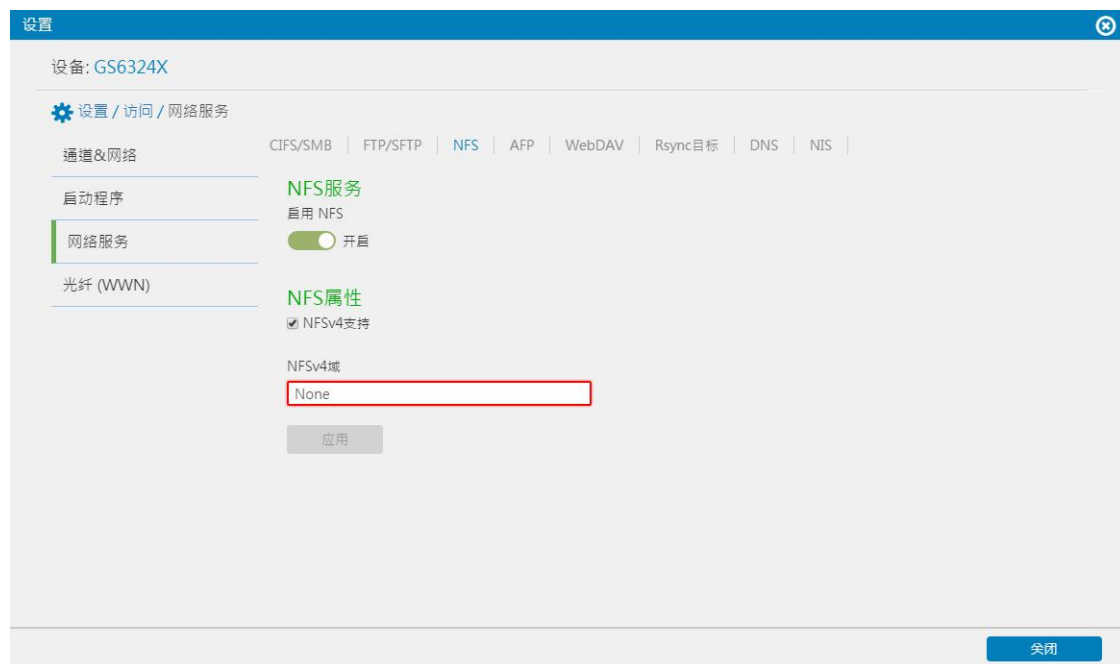 设置
设备: GS6324X
设置 / 访问 / 网络服务
通道&网络
启动程序
网络服务
光纤 (WWN)
CIFS/SMB FTP/SFTP NFS AFP WebDAV Rsync目标 DNS NIS
NFS服务
启用 NFS
开启
NFS属性
NFSv4支持
NFSv4域
None
应用
关闭